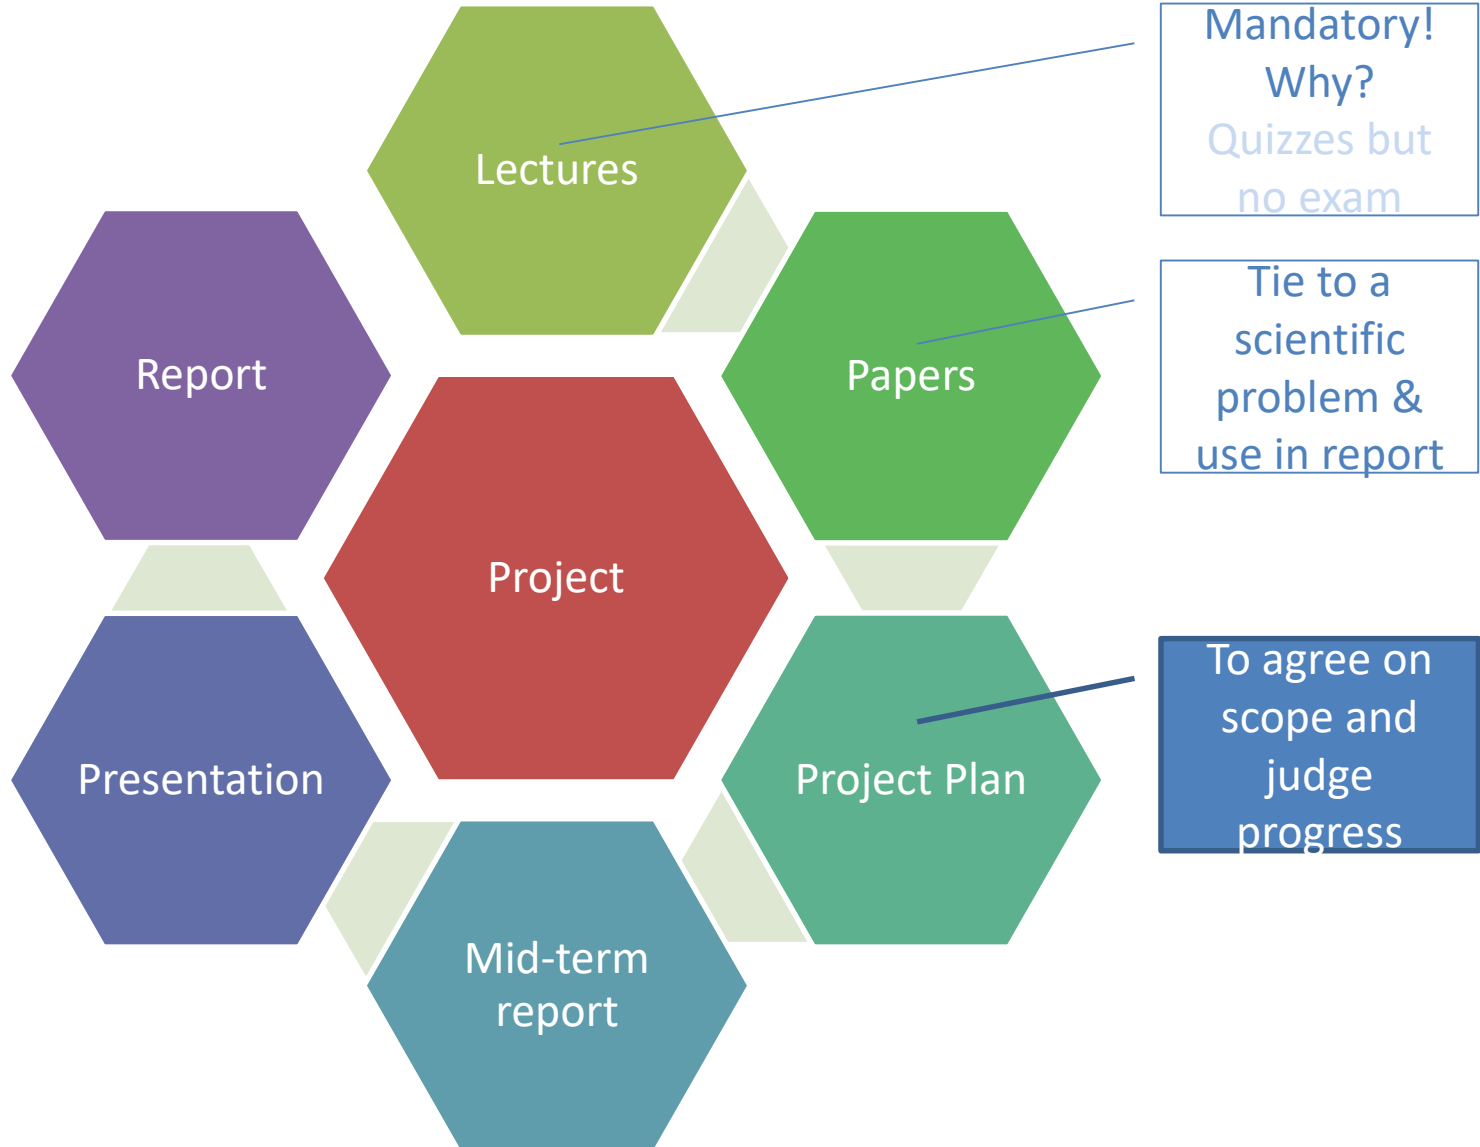 Lectures
Mandatory!
Why?
Quizzes but
no exam
Papers
Tie to a
scientific
problem &
use in report
Report
Project
Project Plan
To agree on
scope and
judge
progress
Presentation
Mid-term
report